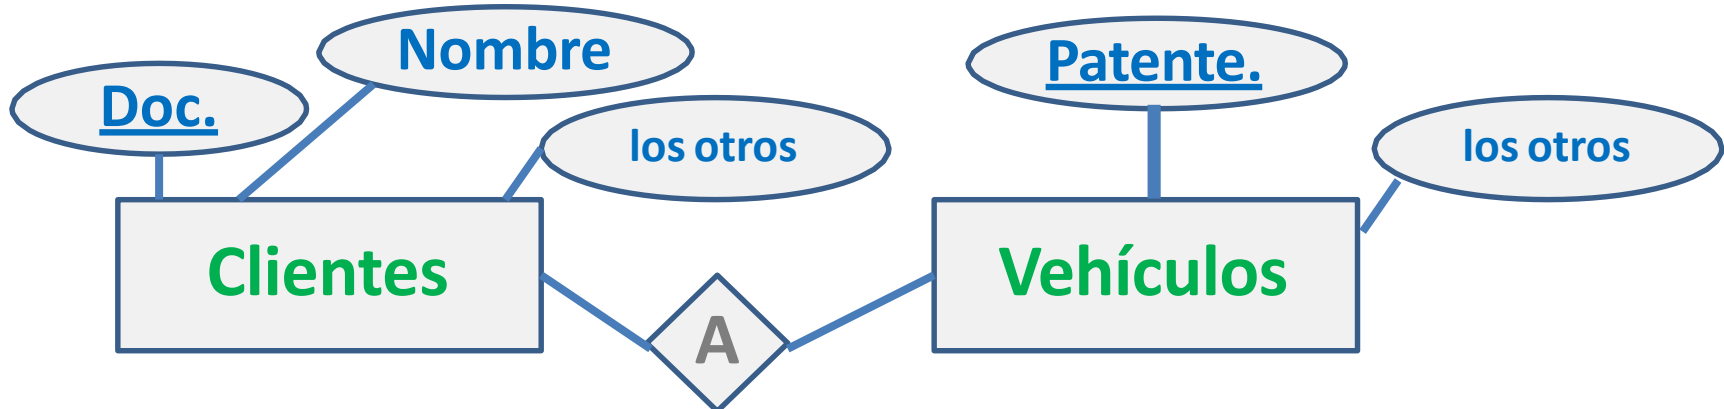 Nombre
Patente.
Doc.
los otros
los otros
Clientes
Vehículos
A